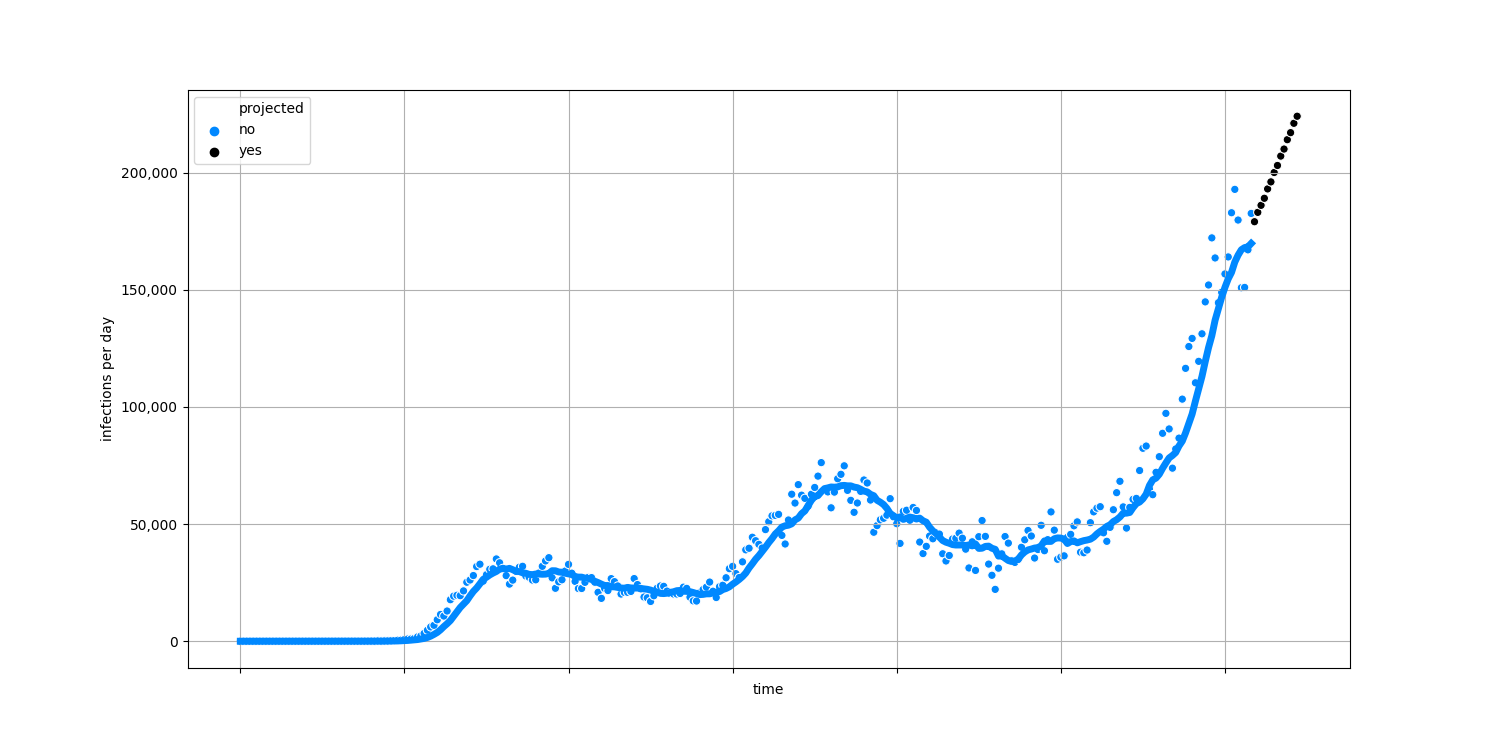 projected
no
yes
200,000
150,000
100,000
50,000
0
infections per day
time